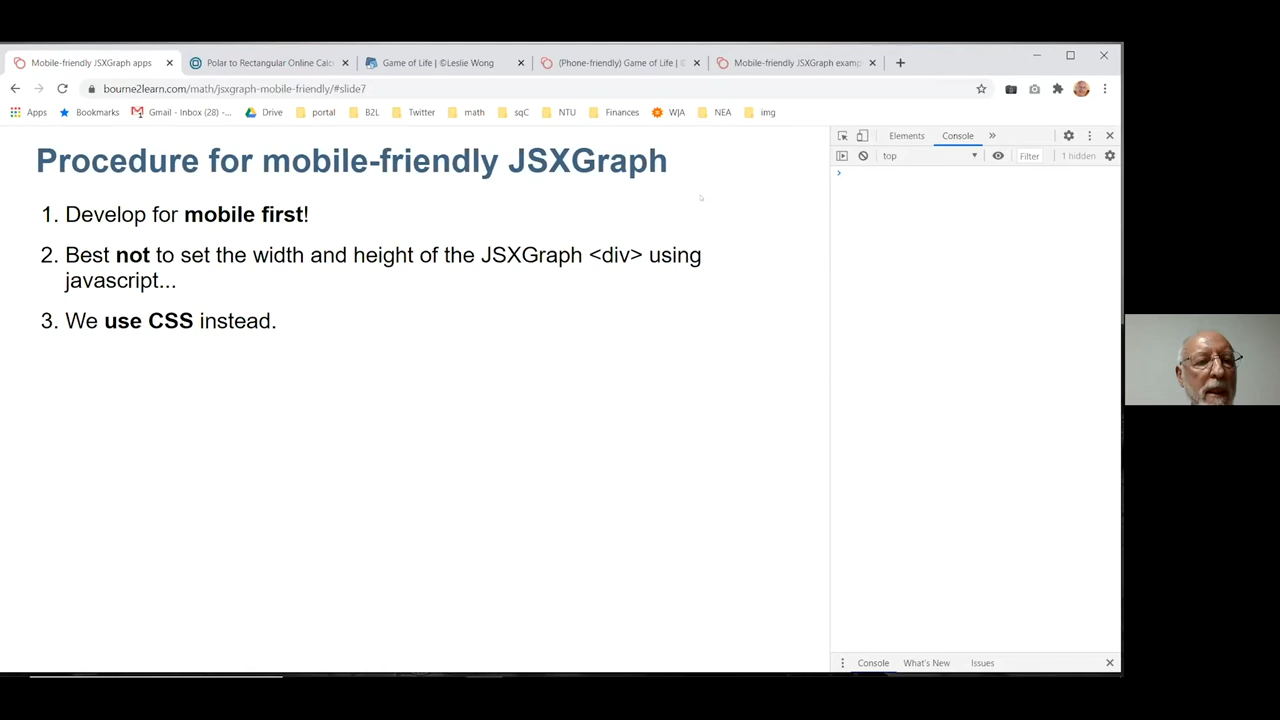 Mobile-friendly JSXGraph apps
Polar to Rectangular Online Calc
Game of Life | ©Leslie Wong
(Phone-friendly) Game of Life | ©
Mobile-friendly JSXGraph examp
bourne2learn.com/math/jsxgraph-mobile-friendly/#slide7
Apps Bookmarks Gmail - Inbox (28) -... Drive portal B2L Twitter math sqC NTU Finances WIA NEA img
Elements Console »
top Filter 1 hidden
Procedure for mobile-friendly JSXGraph
1. Develop for mobile first!
2. Best not to set the width and height of the JSXGraph <div> using
javascript...
3. We use CSS instead.
Console What's New Issues